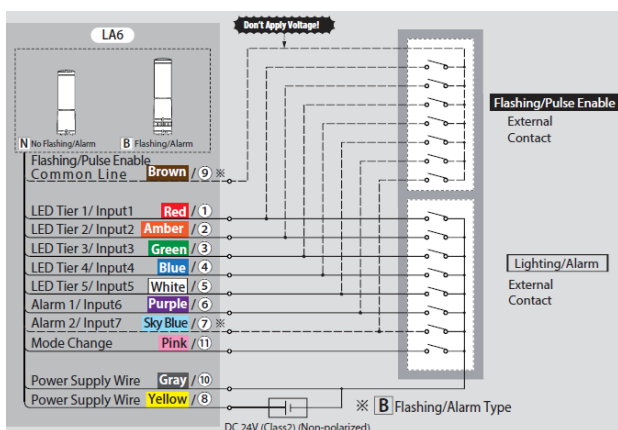 Don't Apply Voltage!
LA6
N No Flashing/Alarm
B Flashing/Alarm
Flashing/Pulse Enable
Common Line Brown / ⑨ ※
LED Tier 1/ Input1 Red / ①
LED Tier 2/ Input2 Amber / ②
LED Tier 3/ Input3 Green / ③
LED Tier 4/ Input4 Blue / ④
LED Tier 5/ Input5 White / ⑤
Alarm 1/ Input6 Purple / ⑥
Alarm 2/ Input7 Sky Blue / ⑦ ※
Mode Change Pink / ⑪
Power Supply Wire Gray / ⑩
Power Supply Wire Yellow / ⑧
DC 24V (Class2) (Non-polarized)
※ B Flashing/Alarm Type
Flashing/Pulse Enable
External
Contact
Lighting/Alarm
External
Contact